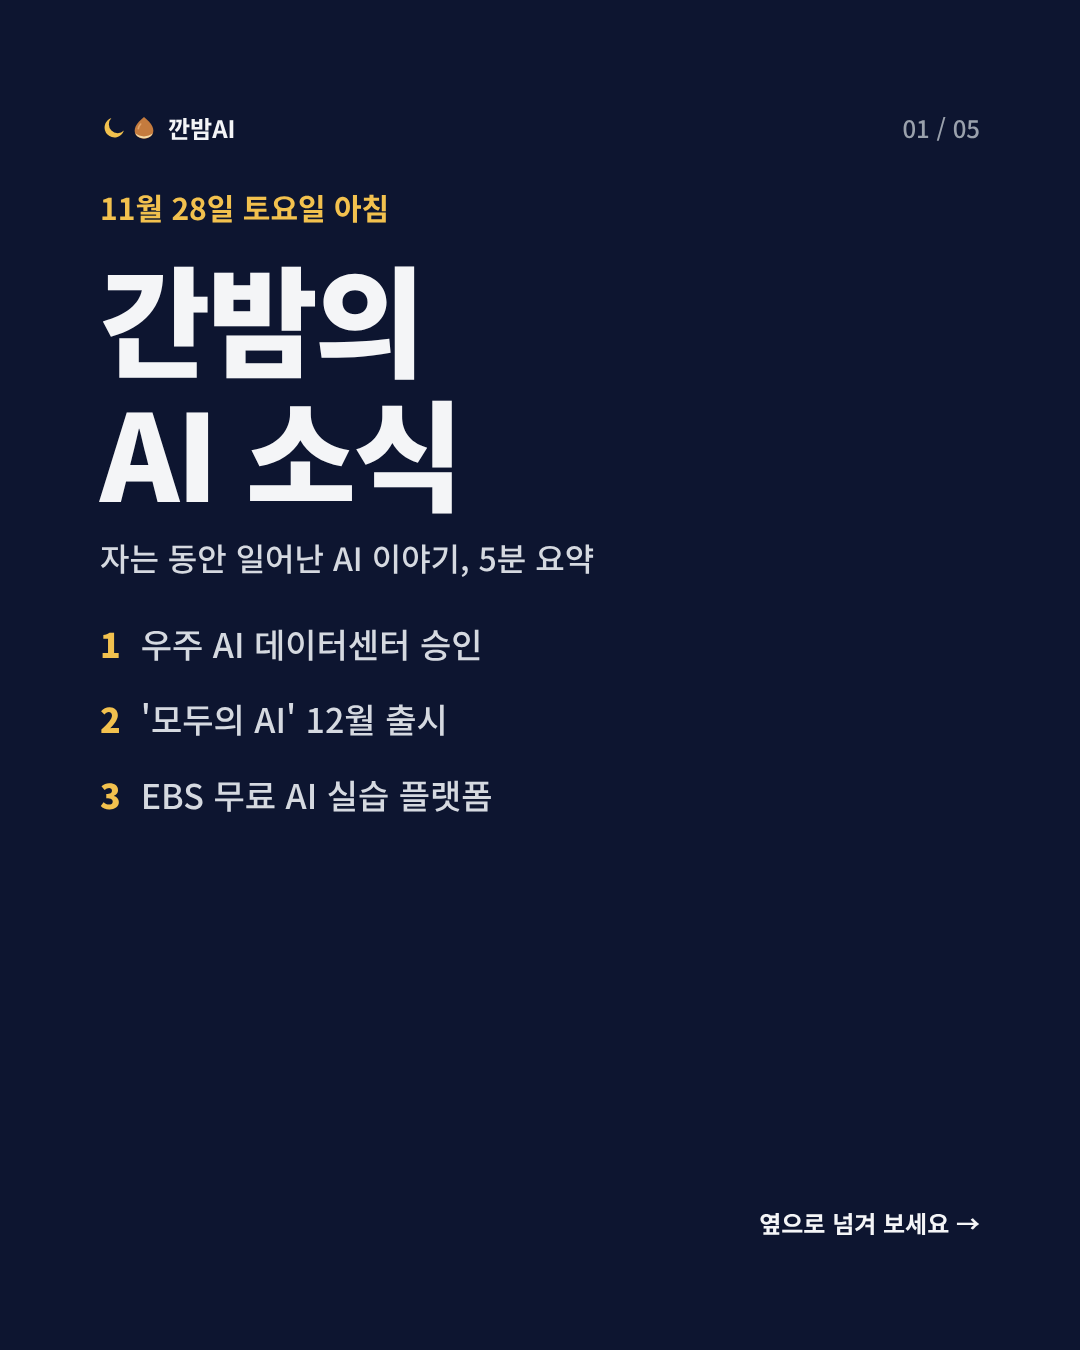 깐밤AI
01 / 05
11월 28일 토요일 아침
간밤의
AI 소식
자는 동안 일어난 AI 이야기, 5분 요약
1 우주 AI 데이터센터 승인
2 '모두의 AI' 12월 출시
3 EBS 무료 AI 실습 플랫폼
옆으로 넘겨 보세요 →